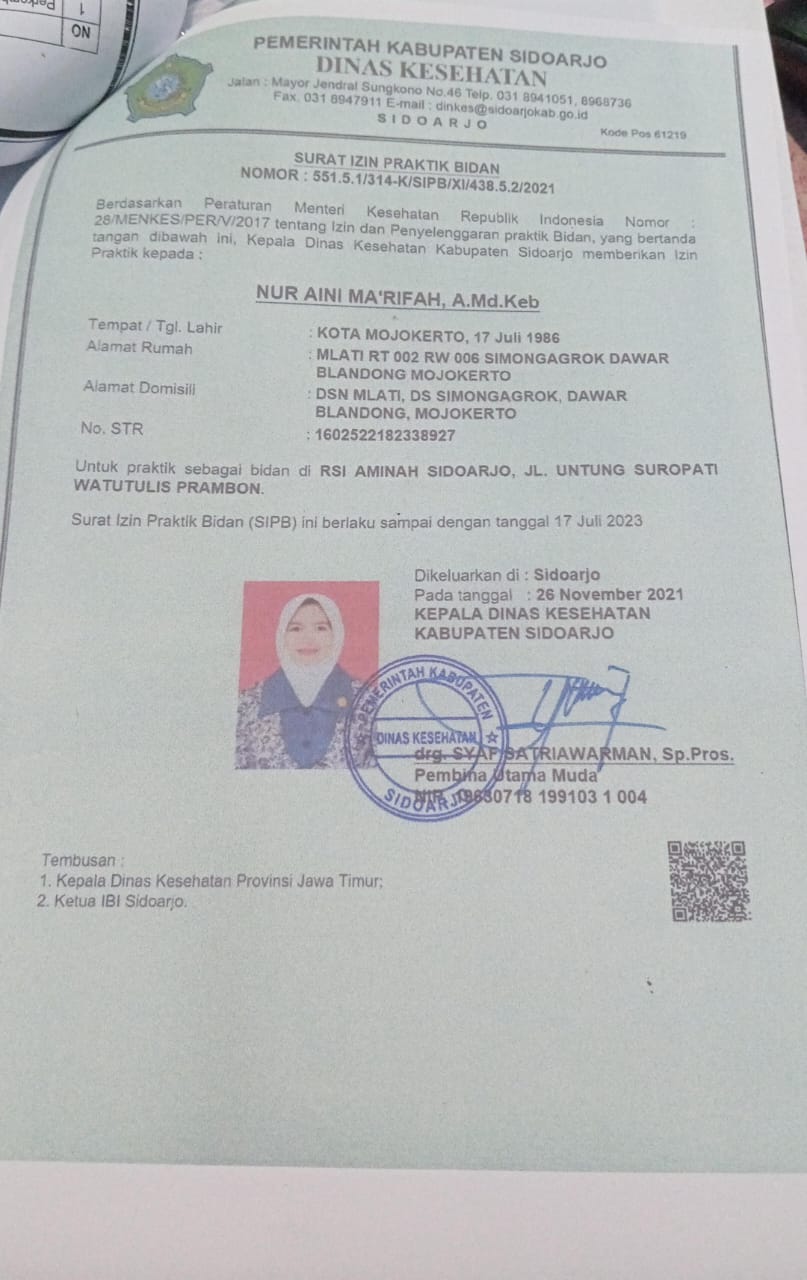 NO
1
PEMERINTAH KABUPATEN SIDOARJO
DINAS KESEHATAN
Jalan : Mayor Jendral Sungkono No.46 Telp. 031 8941051, 8968736
Fax. 031 8947911 E-mail : dinkes@sidoarjokab.go.id
SIDOARJO
Kode Pos 61219
SURAT IZIN PRAKTIK BIDAN
NOMOR : 551.5.1/314-K/SIPB/XI/438.5.2/2021
Berdasarkan Peraturan Menteri Kesehatan Republik Indonesia Nomor :
28/MENKES/PER/V/2017 tentang Izin dan Penyelenggaran praktik Bidan, yang bertanda
tangan dibawah ini, Kepala Dinas Kesehatan Kabupaten Sidoarjo memberikan Izin
Praktik kepada :
NUR AINI MA'RIFAH, A.Md.Keb
Tempat / Tgl. Lahir : KOTA MOJOKERTO, 17 Juli 1986
Alamat Rumah : MLATI RT 002 RW 006 SIMONGAGROK DAWAR
BLANDONG MOJOKERTO
Alamat Domisili : DSN MLATI, DS SIMONGAGROK, DAWAR
BLANDONG, MOJOKERTO
No. STR : 1602522182338927
Untuk praktik sebagai bidan di RSI AMINAH SIDOARJO, JL. UNTUNG SUROPATI
WATUTULIS PRAMBON.
Surat Izin Praktik Bidan (SIPB) ini berlaku sampai dengan tanggal 17 Juli 2023
Dikeluarkan di : Sidoarjo
Pada tanggal : 26 November 2021
KEPALA DINAS KESEHATAN
KABUPATEN SIDOARJO
PEMERINTAH KABUPATEN
DINAS KESEHATAN
SIDOARJO
drg. SYAF SATRIAWARMAN, Sp.Pros.
Pembina Utama Muda
NIP. 19630718 199103 1 004
Tembusan :
1. Kepala Dinas Kesehatan Provinsi Jawa Timur;
2. Ketua IBI Sidoarjo.